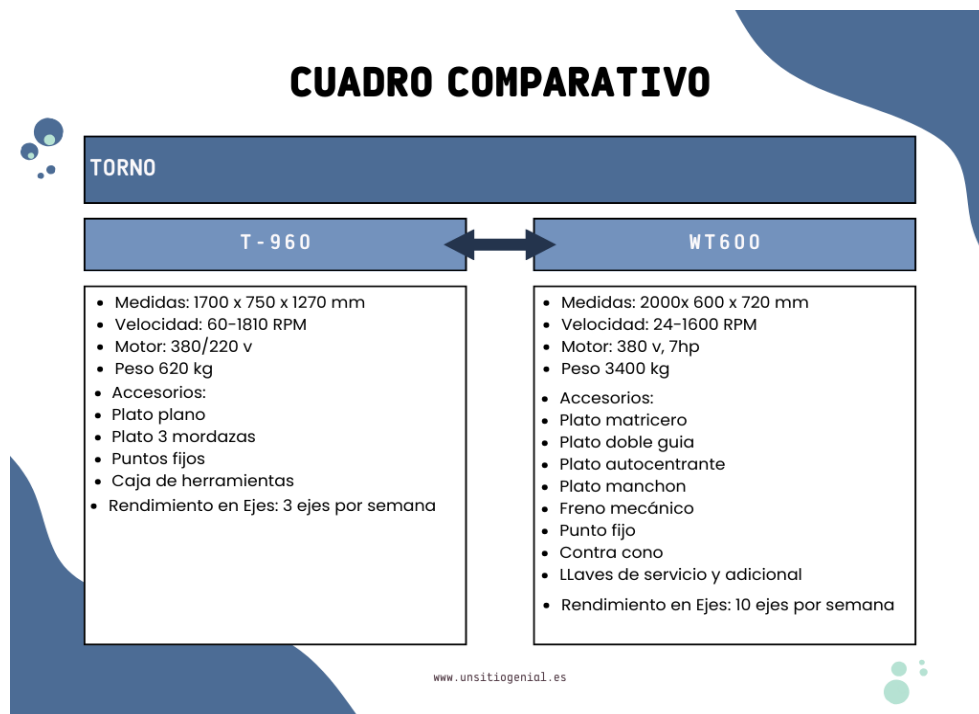 CUADRO COMPARATIVO
TORNO
T-960
WT600
Medidas: 1700 x 750 x 1270 mm
Velocidad: 60-1810 RPM
Motor: 380/220 v
Peso 620 kg
Accesorios:
Plato plano
Plato 3 mordazas
Puntos fijos
Caja de herramientas
Rendimiento en Ejes: 3 ejes por semana
Medidas: 2000x 600 x 720 mm
Velocidad: 24-1600 RPM
Motor: 380 v, 7hp
Peso 3400 kg
Accesorios:
Plato matricero
Plato doble guia
Plato autocentrante
Plato manchon
Freno mecánico
Punto fijo
Contra cono
LLaves de servicio y adicional
Rendimiento en Ejes: 10 ejes por semana
www.unsitiogenial.es